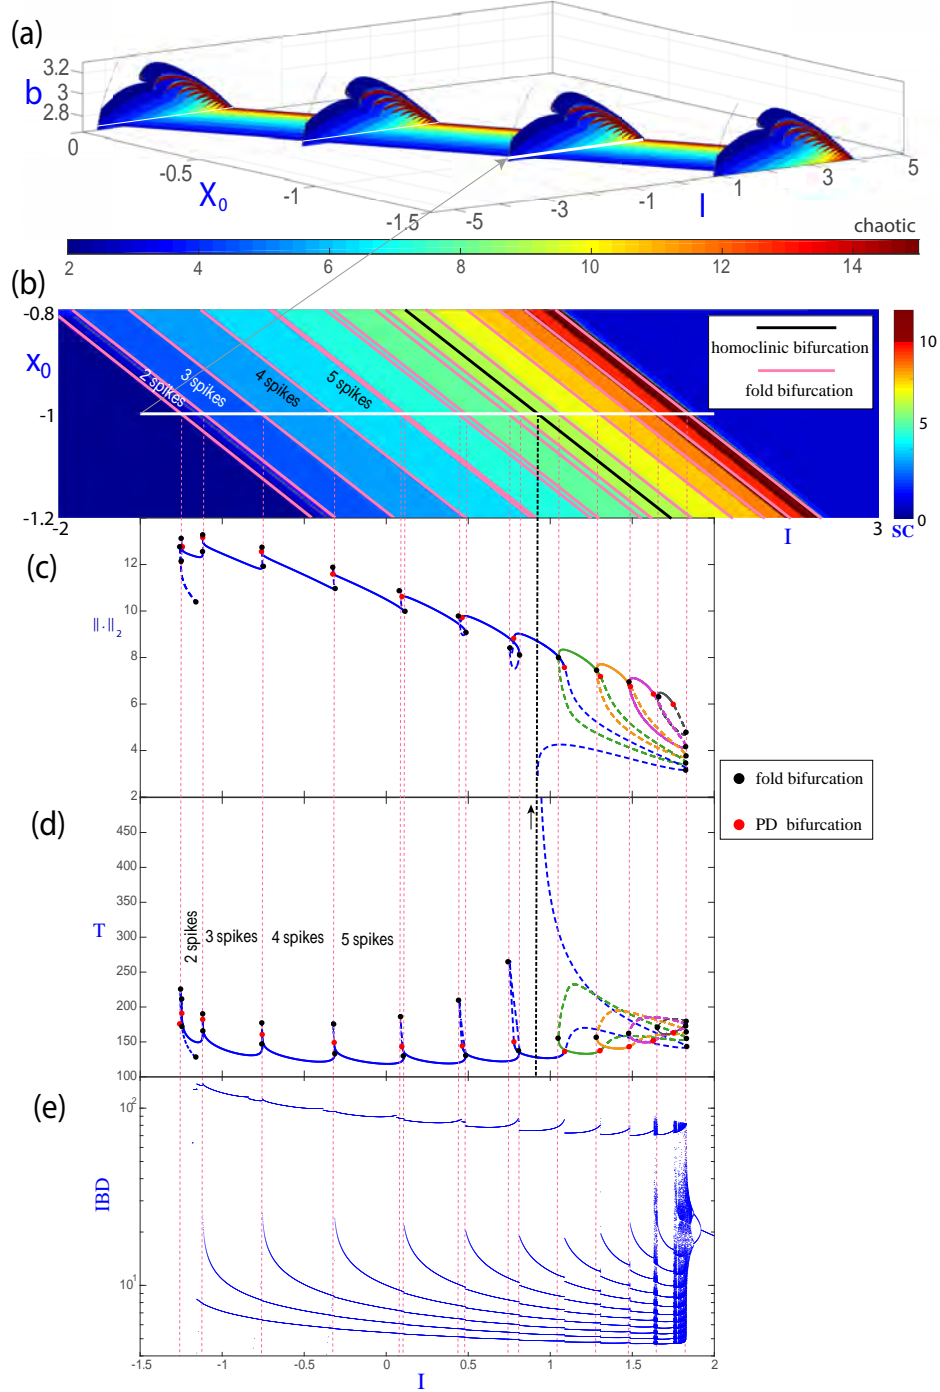 (a)
3.2
b
3
2.8
0
-0.5
X0
-1
-1.5
-5
-3
-1
I
1
3
5
chaotic
2
4
6
8
10
12
14
(b)
-0.8
x0
-1
-1.2
-2
3
I
2 spikes
3 spikes
4 spikes
5 spikes
homoclinic bifurcation
fold bifurcation
10
5
0
SC
(c)
12
10
|| · ||2
8
6
4
2
fold bifurcation
PD bifurcation
(d)
450
400
350
T
300
250
200
150
100
2 spikes
3 spikes
4 spikes
5 spikes
(e)
10^2
IBD
10^1
-1.5
-1
-0.5
0
0.5
1
1.5
2
I